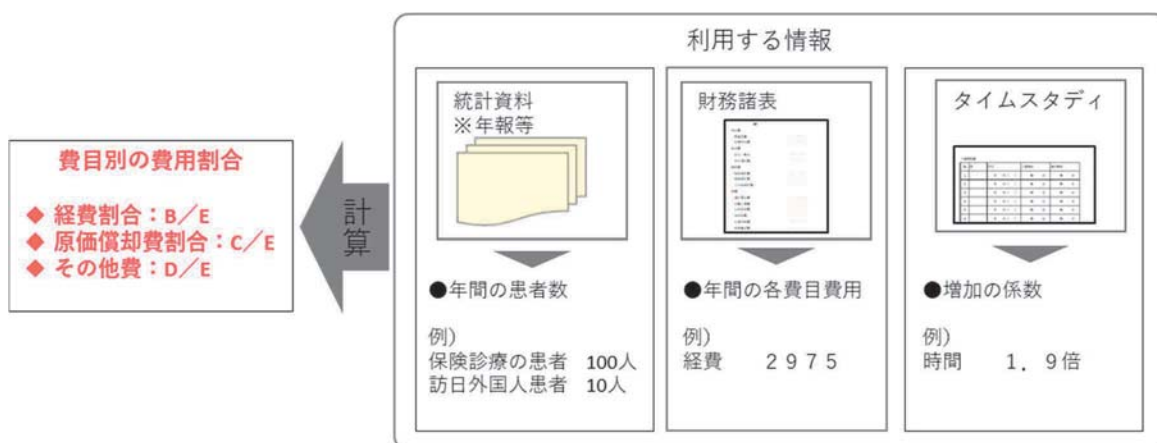 利用する情報
統計資料
※年報等
財務諸表
タイムスタディ
費目別の費用割合
◆ 経費割合：B／E
◆ 原価償却費割合：C／E
◆ その他費：D／E
計算
●年間の患者数
例）
保険診療の患者　100人
訪日外国人患者　10人
●年間の各費目費用
例）
経費　２９７５
●増加の係数
例）
時間　１．９倍